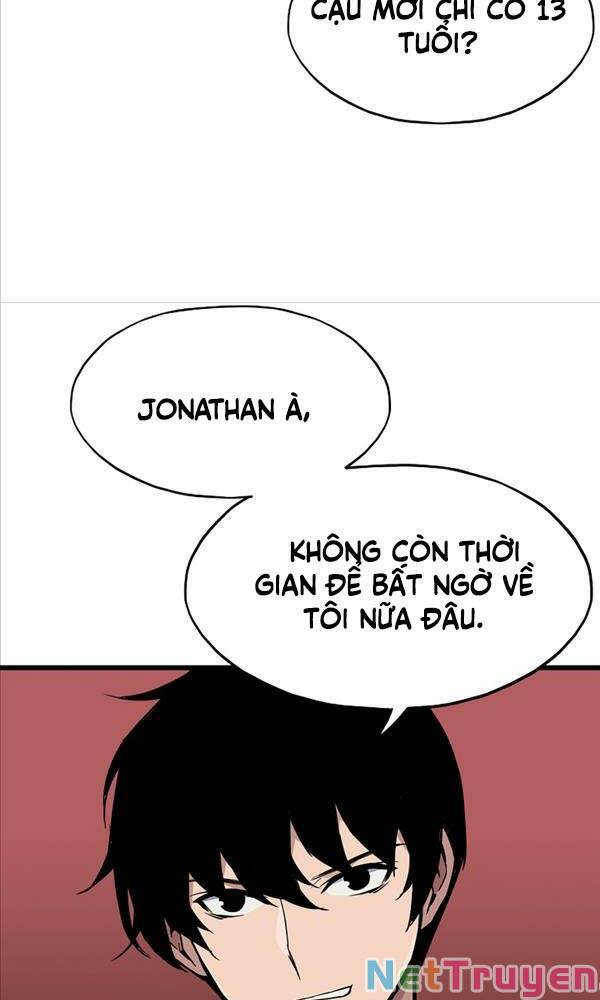 CẬU MỚI CHỈ CÓ 13
TUỔI?
JONATHAN À,
KHÔNG CÒN THỜI
GIAN ĐỂ BẤT NGỜ VỀ
TÔI NỮA ĐÂU.
NetTruyen